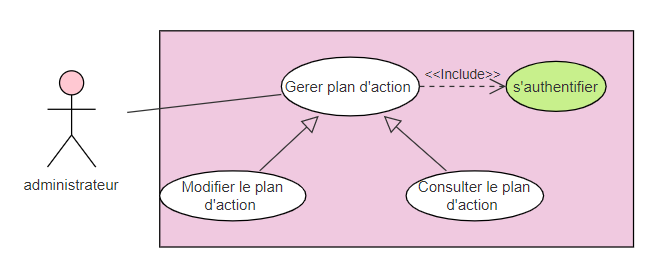 <<Include>>
Gerer plan d'action
s'authentifier
administrateur
Modifier le plan
d'action
Consulter le plan
d'action